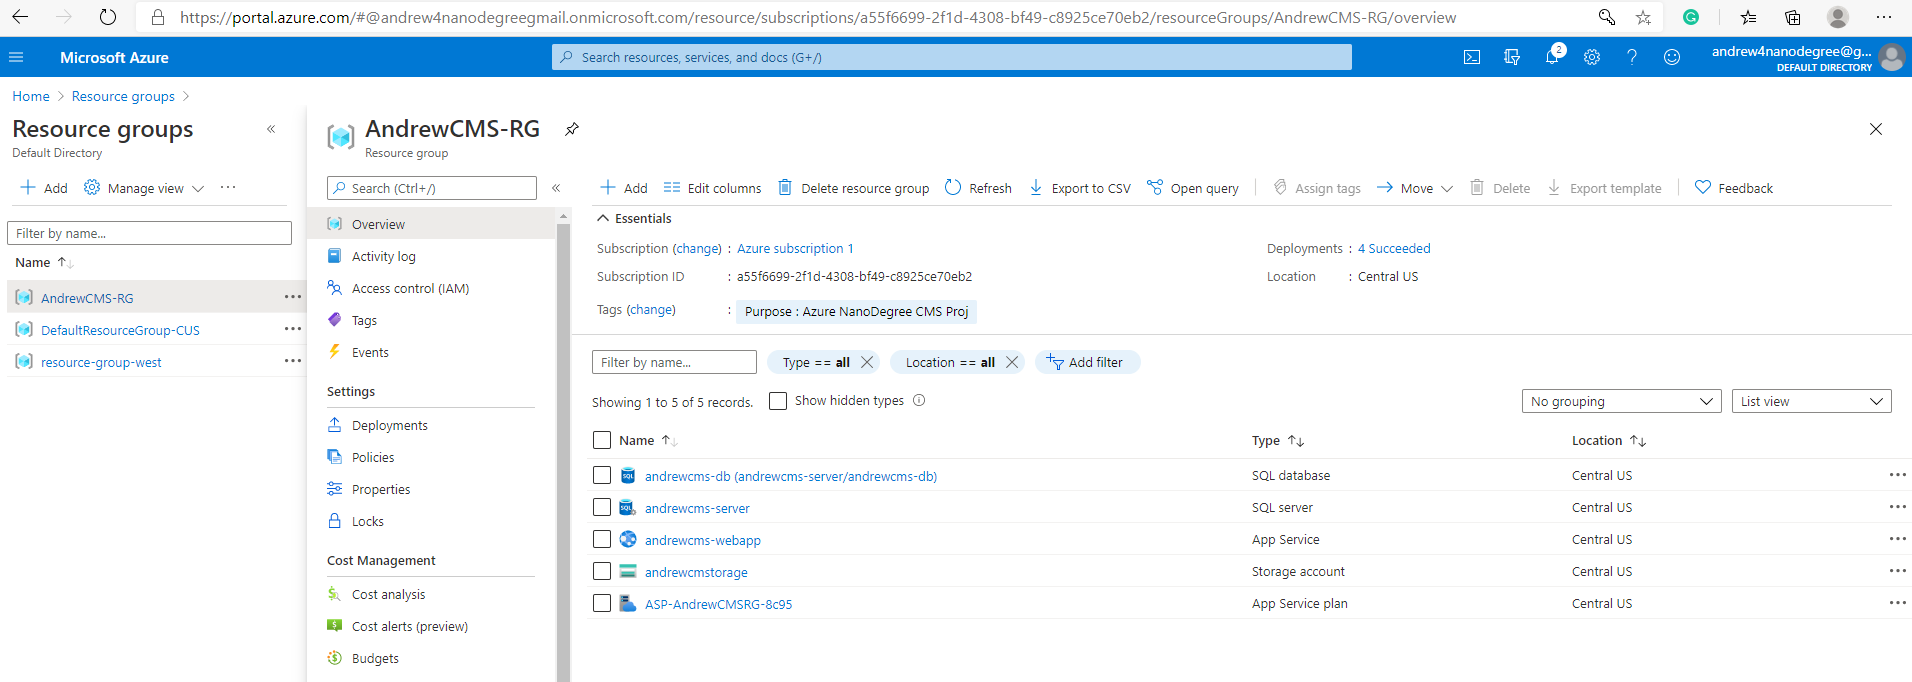 https://portal.azure.com/#@andrew4nanodegreegmail.onmicrosoft.com/resource/subscriptions/a55f6699-2f1d-4308-bf49-c8925ce70eb2/resourceGroups/AndrewCMS-RG/overview
Microsoft Azure
Search resources, services, and docs (G+/)
2
andrew4nanodegree@g...
DEFAULT DIRECTORY
Home > Resource groups >
Resource groups
Default Directory
Add
Manage view
Filter by name...
Name
AndrewCMS-RG
DefaultResourceGroup-CUS
resource-group-west
AndrewCMS-RG
Resource group
Search (Ctrl+/)
Overview
Activity log
Access control (IAM)
Tags
Events
Settings
Deployments
Policies
Properties
Locks
Cost Management
Cost analysis
Cost alerts (preview)
Budgets
Add Edit columns Delete resource group Refresh Export to CSV Open query Assign tags Move Delete Export template Feedback
Essentials
Subscription (change) : Azure subscription 1
Subscription ID : a55f6699-2f1d-4308-bf49-c8925ce70eb2
Tags (change) : Purpose : Azure NanoDegree CMS Proj
Deployments : 4 Succeeded
Location : Central US
Filter by name... Type == all Location == all Add filter
Showing 1 to 5 of 5 records. Show hidden types No grouping List view
Name Type Location
andrewcms-db (andrewcms-server/andrewcms-db) SQL database Central US
andrewcms-server SQL server Central US
andrewcms-webapp App Service Central US
andrewcmstorage Storage account Central US
ASP-AndrewCMSRG-8c95 App Service plan Central US